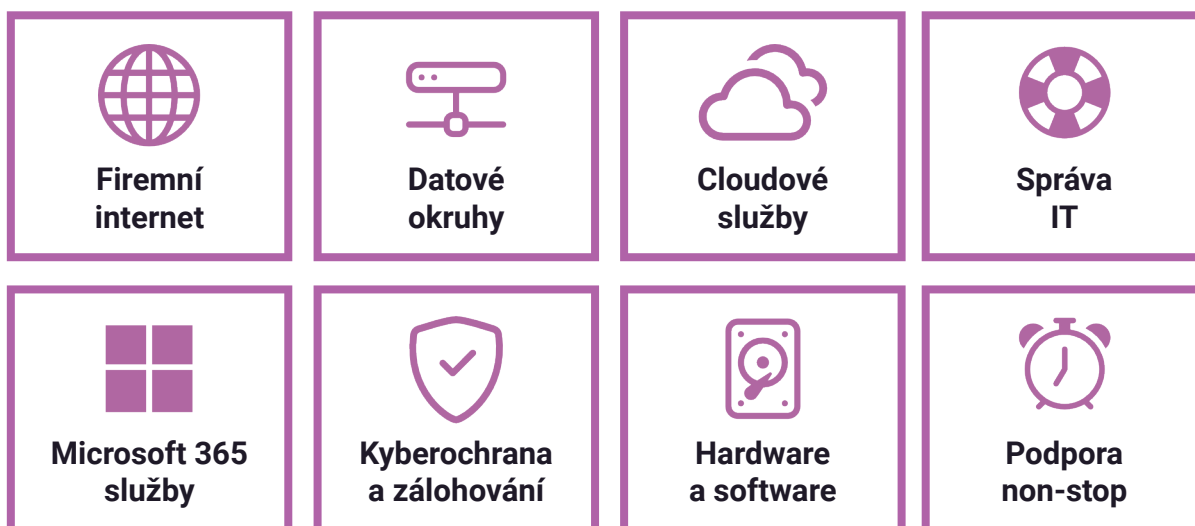 Firemní
internet
Datové
okruhy
Cloudové
služby
Správa
IT
Microsoft 365
služby
Kyberochrana
a zálohování
Hardware
a software
Podpora
non-stop